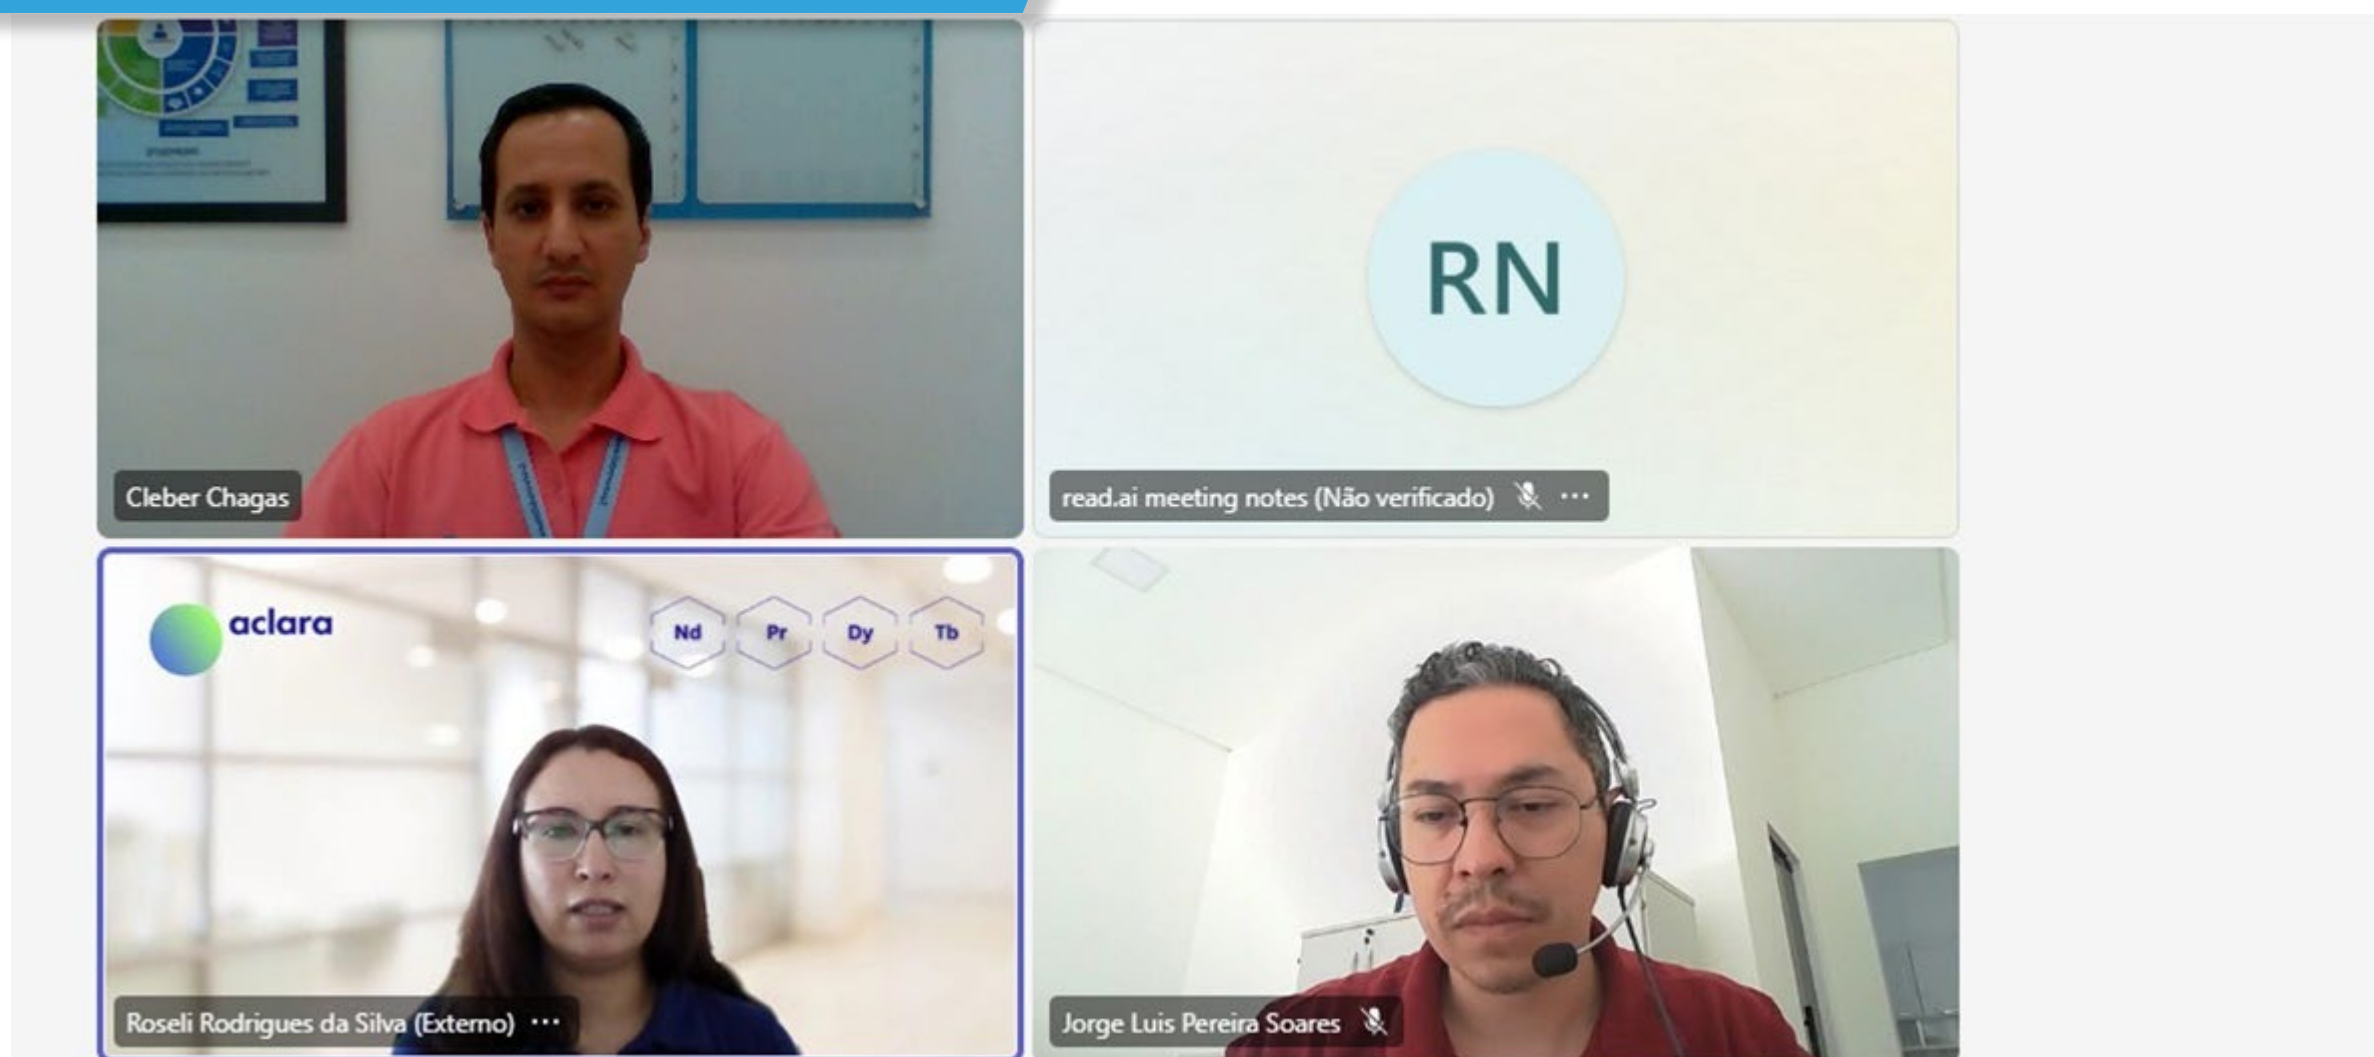 RN
Cleber Chagas
read.ai meeting notes (Não verificado) ...
aclara
Nd Pr Dy Tb
Roseli Rodrigues da Silva (Externo) ...
Jorge Luis Pereira Soares